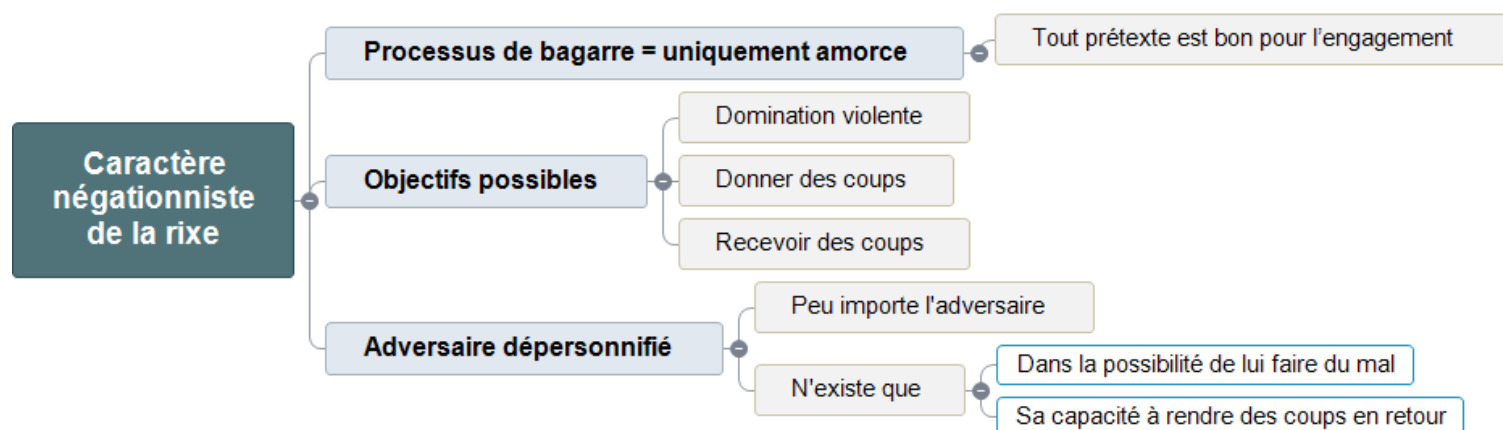 Caractère
négationniste
de la rixe
Processus de bagarre = uniquement amorce
Tout prétexte est bon pour l'engagement
Objectifs possibles
Domination violente
Donner des coups
Recevoir des coups
Adversaire dépersonnifié
Peu importe l'adversaire
N'existe que
Dans la possibilité de lui faire du mal
Sa capacité à rendre des coups en retour